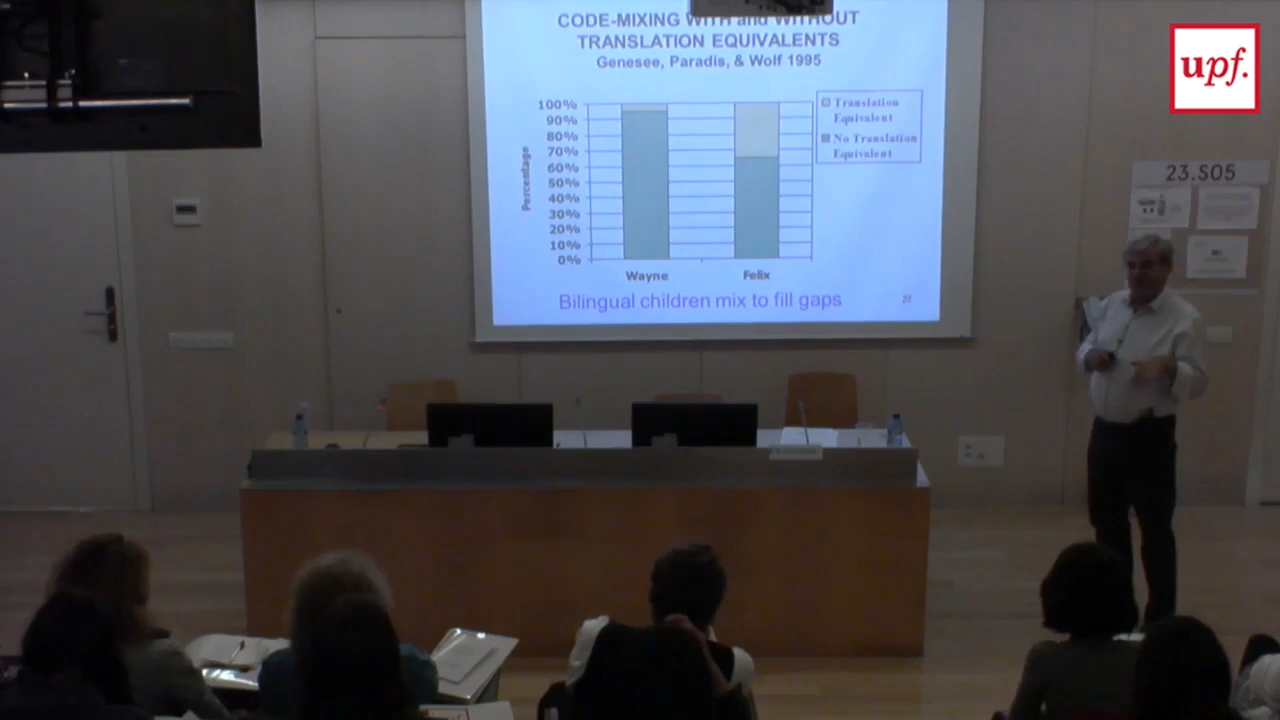 CODE-MIXING WITH and WITHOUT
TRANSLATION EQUIVALENTS
Genesee, Paradis, & Wolf 1995
100%
90%
80%
70%
60%
50%
40%
30%
20%
10%
0%
Percentage
Wayne
Felix
Translation
Equivalent
No Translation
Equivalent
Bilingual children mix to fill gaps
27
upf.
23.S05